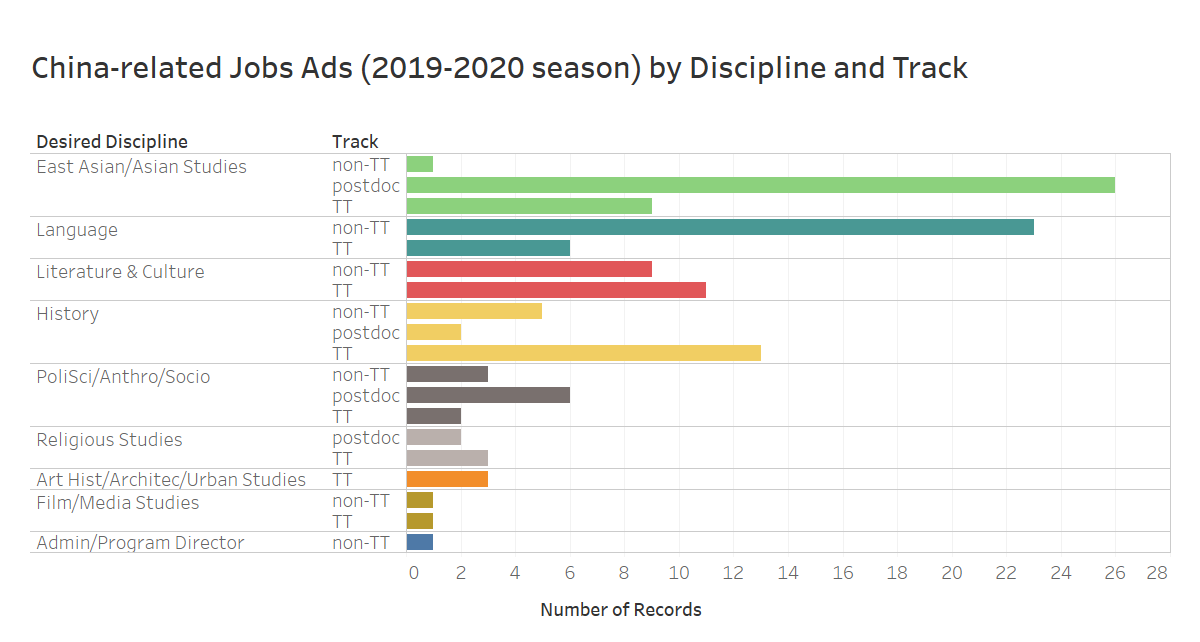 China-related Jobs Ads (2019-2020 season) by Discipline and Track
Desired Discipline Track
East Asian/Asian Studies non-TT
postdoc
TT
Language non-TT
TT
Literature & Culture non-TT
TT
History non-TT
postdoc
TT
PoliSci/Anthro/Socio non-TT
postdoc
TT
Religious Studies postdoc
TT
Art Hist/Architec/Urban Studies TT
Film/Media Studies non-TT
TT
Admin/Program Director non-TT
0 2 4 6 8 10 12 14 16 18 20 22 24 26 28
Number of Records